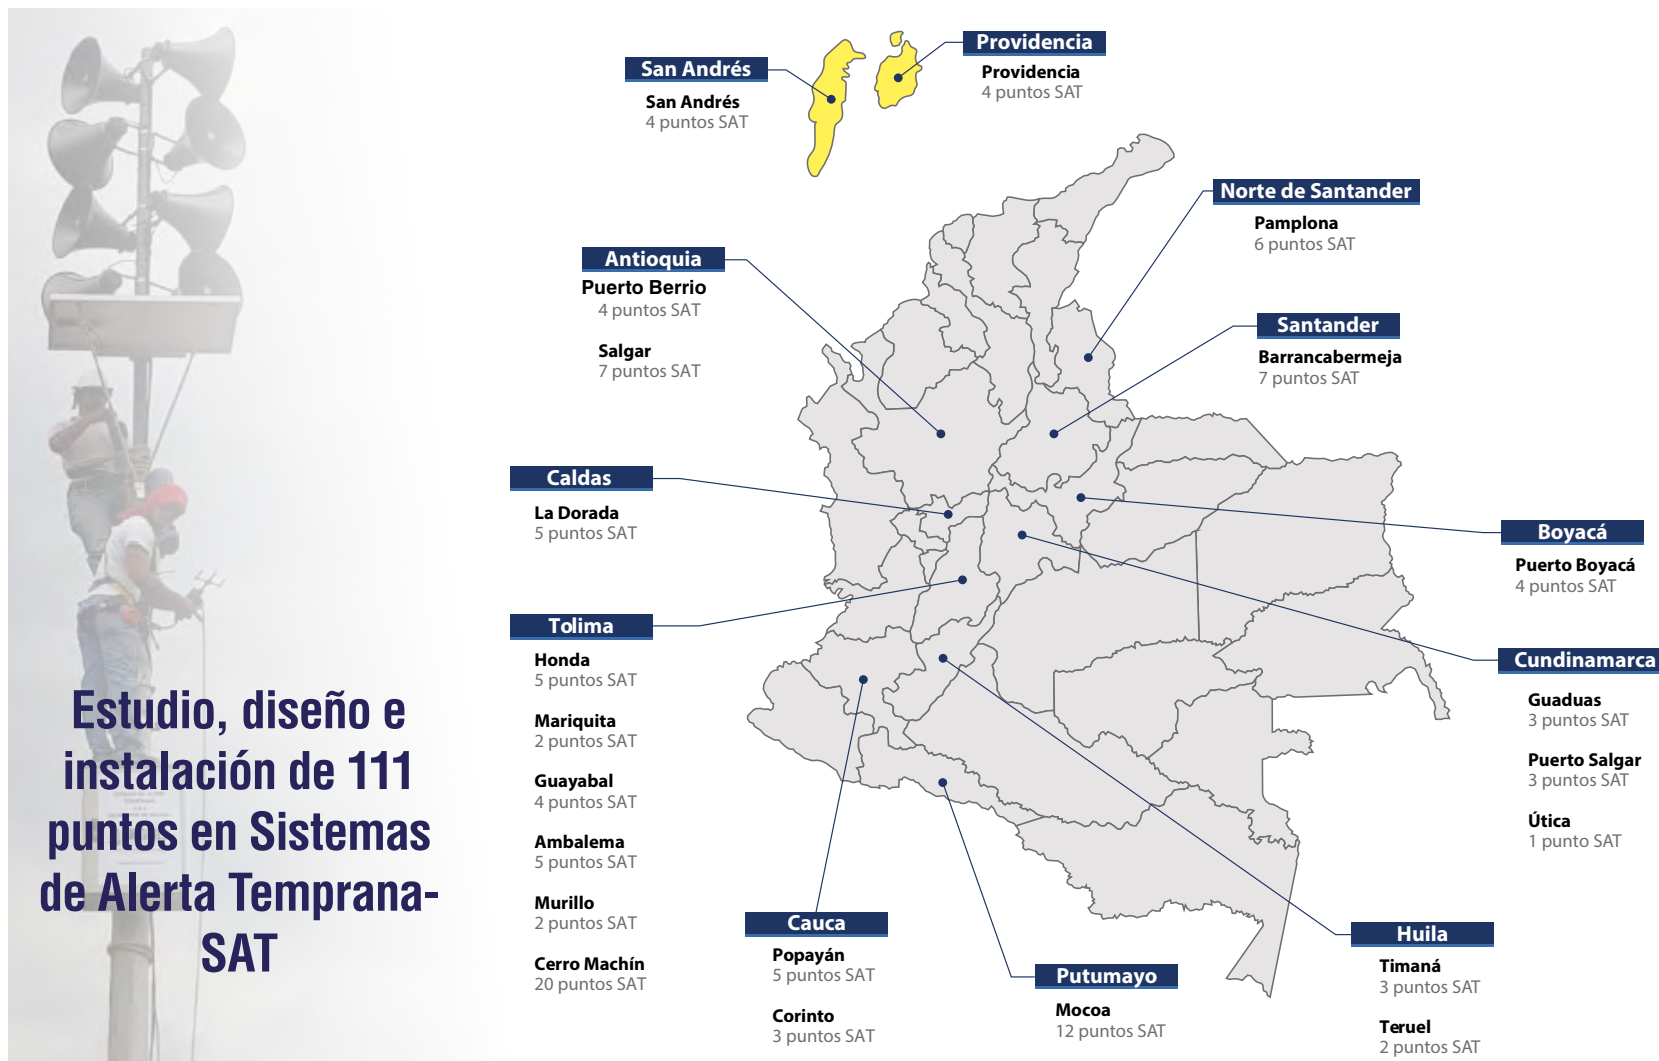 Estudio, diseño e
instalación de 111
puntos en Sistemas
de Alerta Temprana-
SAT
San Andrés
San Andrés
4 puntos SAT
Providencia
Providencia
4 puntos SAT
Norte de Santander
Pamplona
6 puntos SAT
Antioquia
Puerto Berrio
4 puntos SAT
Salgar
7 puntos SAT
Santander
Barrancabermeja
7 puntos SAT
Caldas
La Dorada
5 puntos SAT
Boyacá
Puerto Boyacá
4 puntos SAT
Tolima
Honda
5 puntos SAT
Mariquita
2 puntos SAT
Guayabal
4 puntos SAT
Ambalema
5 puntos SAT
Murillo
2 puntos SAT
Cerro Machín
20 puntos SAT
Cundinamarca
Guaduas
3 puntos SAT
Puerto Salgar
3 puntos SAT
Útica
1 punto SAT
Cauca
Popayán
5 puntos SAT
Corinto
3 puntos SAT
Putumayo
Mocoa
12 puntos SAT
Huila
Timaná
3 puntos SAT
Teruel
2 puntos SAT